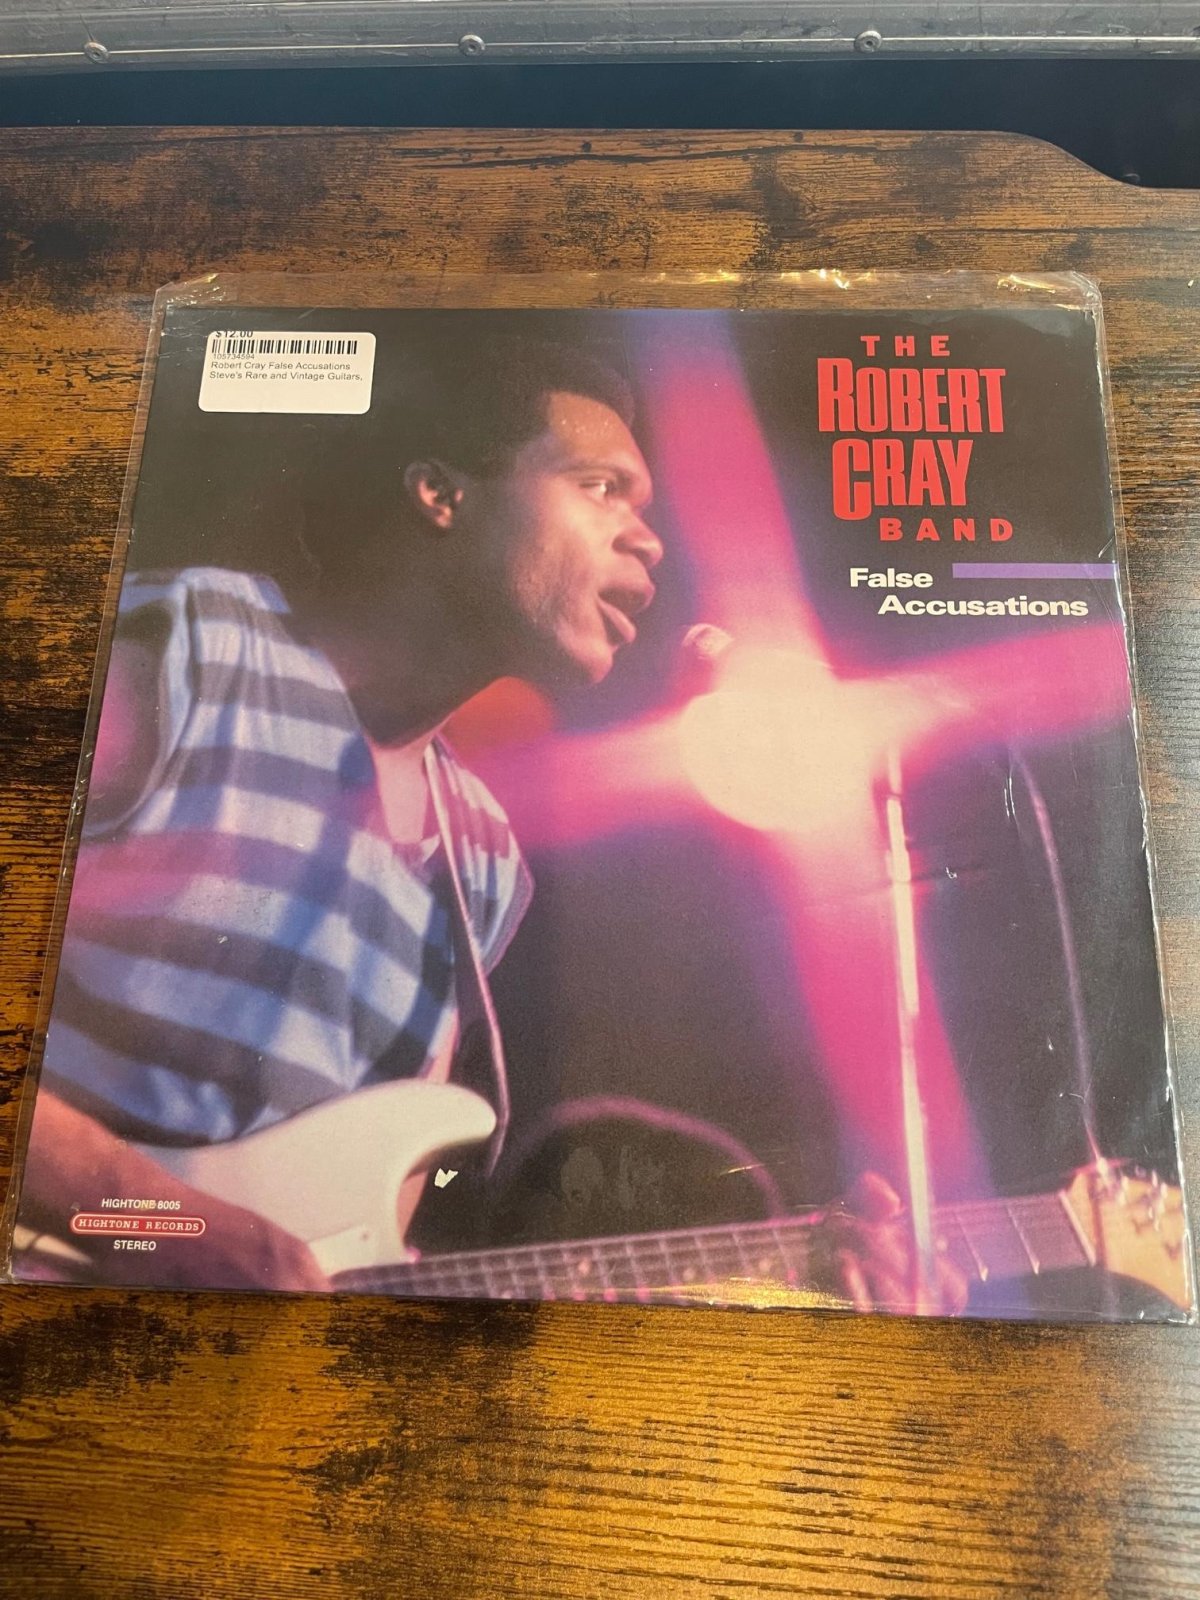 $12.00
105734594
Robert Cray False Accusations
Steve's Rare and Vintage Guitars,
THE
ROBERT
CRAY
BAND
False
Accusations
HIGHTONE 8005
HIGHTONE RECORDS
STEREO